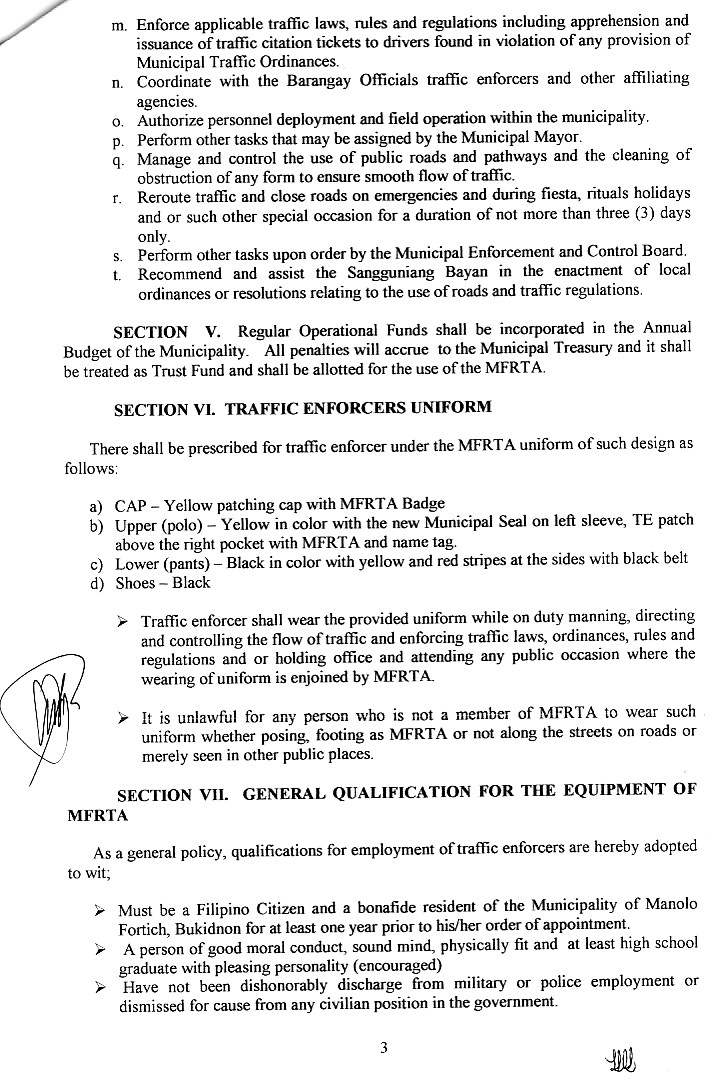 m. Enforce applicable traffic laws, rules and regulations including apprehension and
issuance of traffic citation tickets to drivers found in violation of any provision of
Municipal Traffic Ordinances.
n. Coordinate with the Barangay Officials traffic enforcers and other affiliating
agencies.
o. Authorize personnel deployment and field operation within the municipality.
p. Perform other tasks that may be assigned by the Municipal Mayor.
q. Manage and control the use of public roads and pathways and the cleaning of
obstruction of any form to ensure smooth flow of traffic.
r. Reroute traffic and close roads on emergencies and during fiesta, rituals holidays
and or such other special occasion for a duration of not more than three (3) days
only.
s. Perform other tasks upon order by the Municipal Enforcement and Control Board.
t. Recommend and assist the Sangguniang Bayan in the enactment of local
ordinances or resolutions relating to the use of roads and traffic regulations.
SECTION V. Regular Operational Funds shall be incorporated in the Annual
Budget of the Municipality. All penalties will accrue to the Municipal Treasury and it shall
be treated as Trust Fund and shall be allotted for the use of the MFRTA.
SECTION VI. TRAFFIC ENFORCERS UNIFORM
There shall be prescribed for traffic enforcer under the MFRTA uniform of such design as
follows:
a) CAP – Yellow patching cap with MFRTA Badge
b) Upper (polo) – Yellow in color with the new Municipal Seal on left sleeve, TE patch
above the right pocket with MFRTA and name tag.
c) Lower (pants) – Black in color with yellow and red stripes at the sides with black belt
d) Shoes – Black
➢ Traffic enforcer shall wear the provided uniform while on duty manning, directing
and controlling the flow of traffic and enforcing traffic laws, ordinances, rules and
regulations and or holding office and attending any public occasion where the
wearing of uniform is enjoined by MFRTA.
➢ It is unlawful for any person who is not a member of MFRTA to wear such
uniform whether posing, footing as MFRTA or not along the streets on roads or
merely seen in other public places.
SECTION VII. GENERAL QUALIFICATION FOR THE EQUIPMENT OF
MFRTA
As a general policy, qualifications for employment of traffic enforcers are hereby adopted
to wit;
➢ Must be a Filipino Citizen and a bonafide resident of the Municipality of Manolo
Fortich, Bukidnon for at least one year prior to his/her order of appointment.
➢ A person of good moral conduct, sound mind, physically fit and at least high school
graduate with pleasing personality (encouraged)
➢ Have not been dishonorably discharge from military or police employment or
dismissed for cause from any civilian position in the government.
3